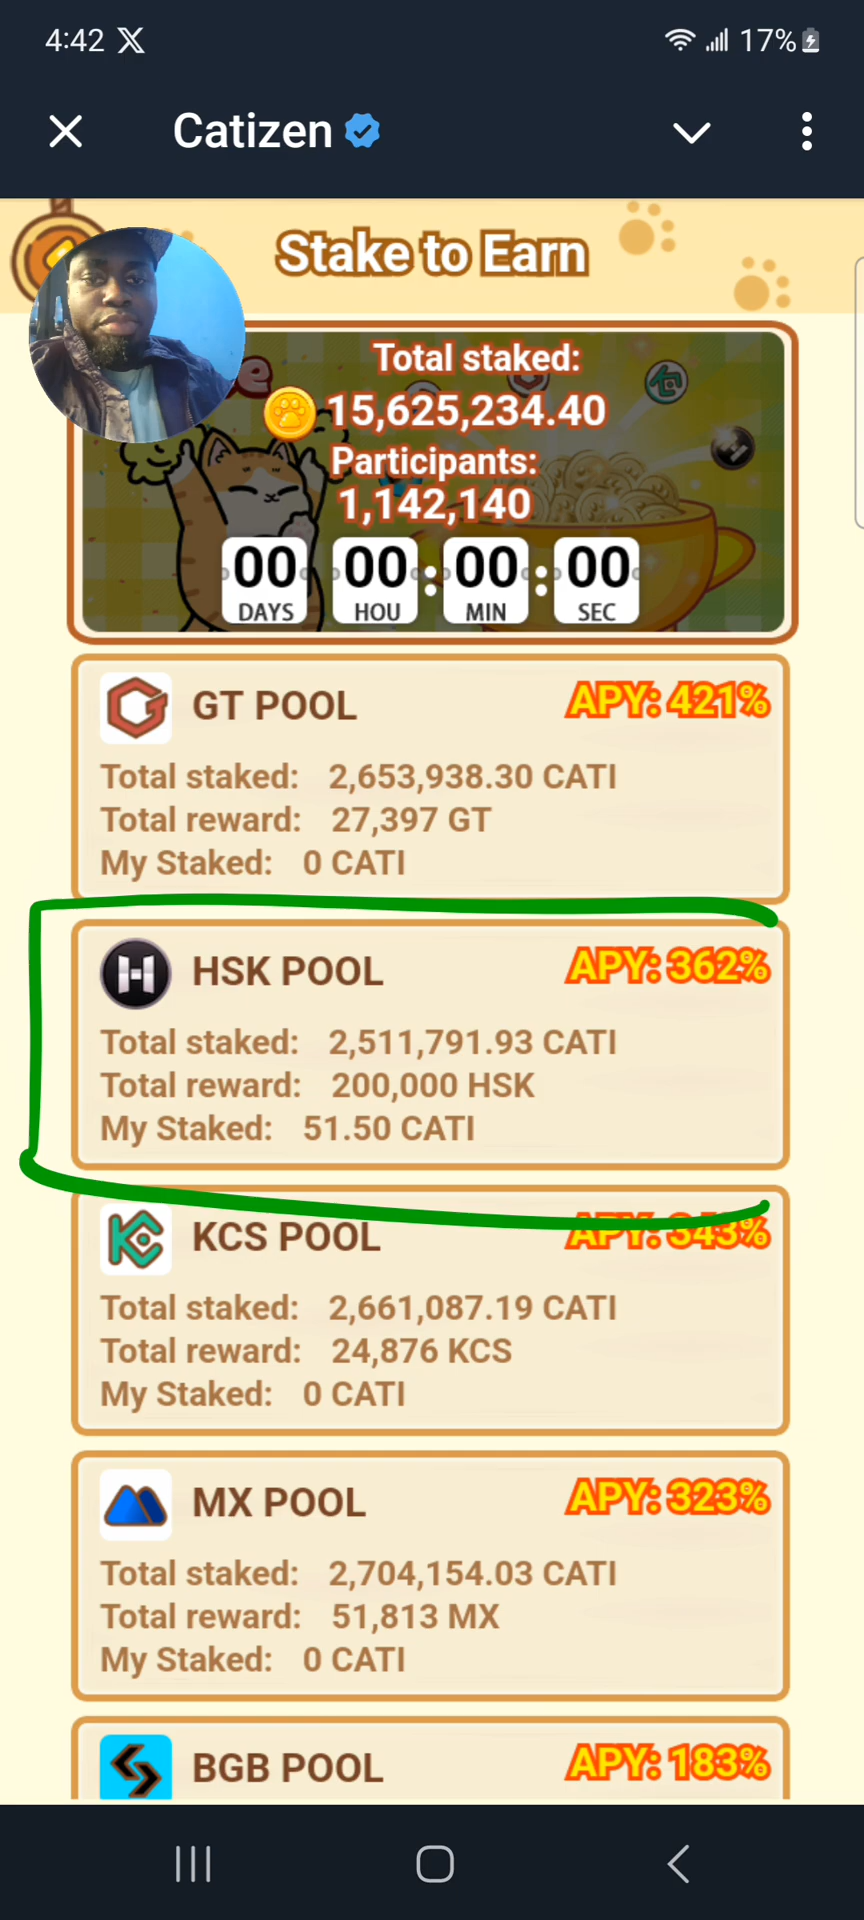 4:42 X 17%
Catizen
Stake to Earn
Total staked:
15,625,234.40
Participants:
1,142,140
00 00 : 00 : 00
DAYS HOU MIN SEC
GT POOL APY: 421%
Total staked: 2,653,938.30 CATI
Total reward: 27,397 GT
My Staked: 0 CATI
HSK POOL APY: 362%
Total staked: 2,511,791.93 CATI
Total reward: 200,000 HSK
My Staked: 51.50 CATI
KCS POOL APY: 343%
Total staked: 2,661,087.19 CATI
Total reward: 24,876 KCS
My Staked: 0 CATI
MX POOL APY: 323%
Total staked: 2,704,154.03 CATI
Total reward: 51,813 MX
My Staked: 0 CATI
BGB POOL APY: 183%